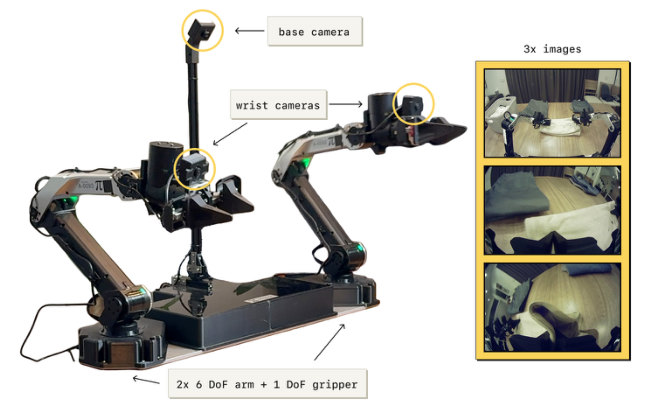 base camera
3x images
wrist cameras
π
2x 6 DoF arm + 1 DoF gripper